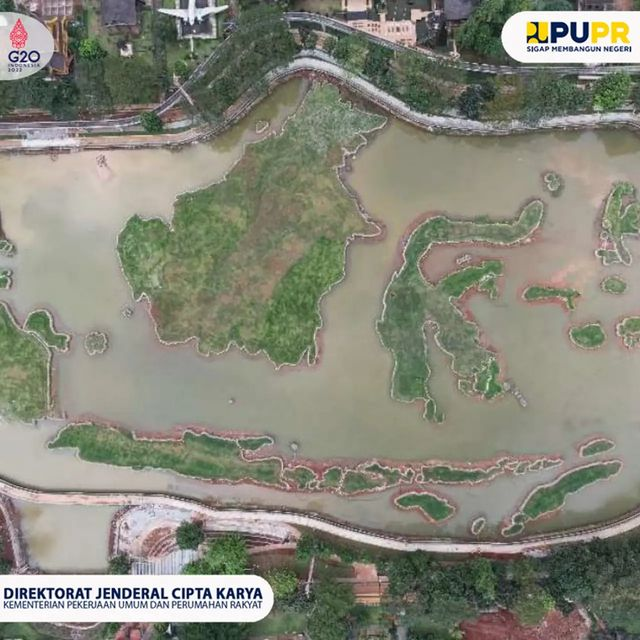 G20
INDONESIA
2022
PUPR
SIGAP MEMBANGUN NEGERI
DIREKTORAT JENDERAL CIPTA KARYA
KEMENTERIAN PEKERJAAN UMUM DAN PERUMAHAN RAKYAT